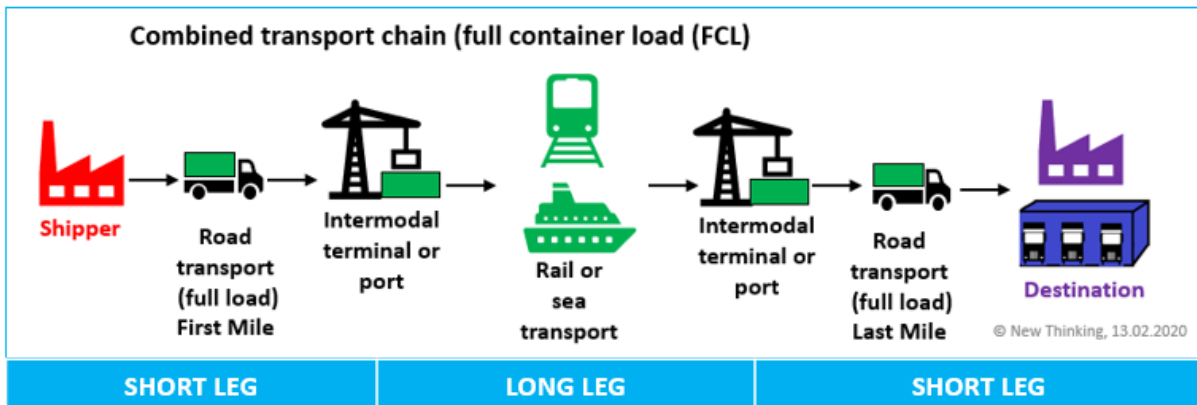 Combined transport chain (full container load (FCL)
Shipper
Road
transport
(full load)
First Mile
Intermodal
terminal or
port
Rail or
sea
transport
Intermodal
terminal or
port
Road
transport
(full load)
Last Mile
Destination
© New Thinking, 13.02.2020
SHORT LEG
LONG LEG
SHORT LEG